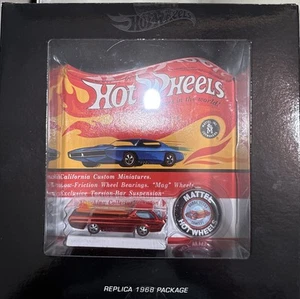 Hot Wheels
HOT WHEELS
California Custom Miniatures.
Low-Friction Wheel Bearings. "Mag" Wheels
Exclusive Torsion-Bar Suspension
MATTEL
HOT WHEELS
REPLICA 1968 PACKAGE